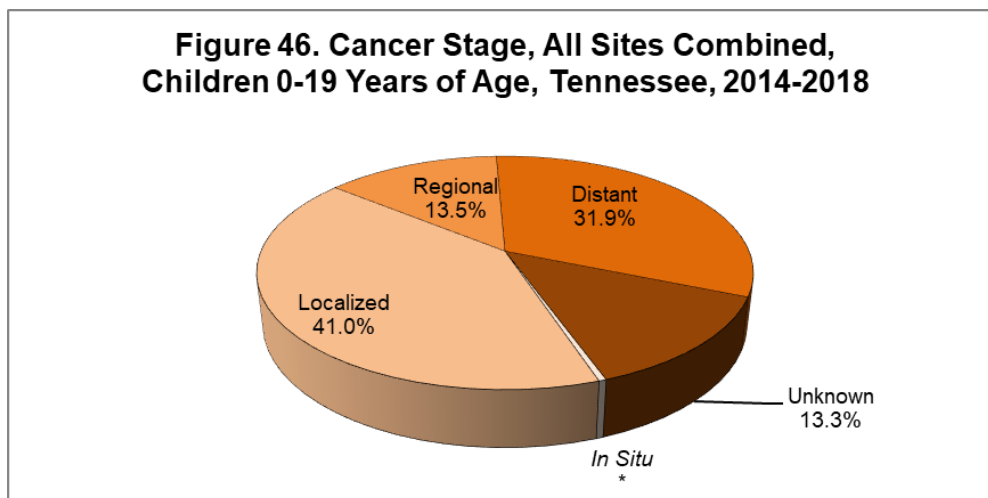 Figure 46. Cancer Stage, All Sites Combined,
Children 0-19 Years of Age, Tennessee, 2014-2018
Regional
13.5%
Distant
31.9%
Localized
41.0%
Unknown
13.3%
In Situ
*